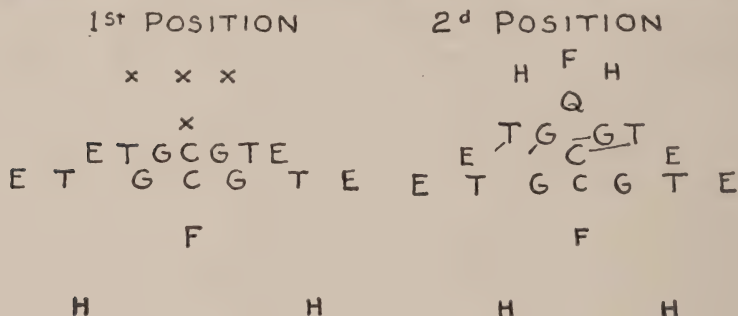 1st POSITION 2d POSITION
x x x H F H
x Q
E T G C G T E T G C G T
E T G C G T E E E
E T G C G T E
F F
H H H H